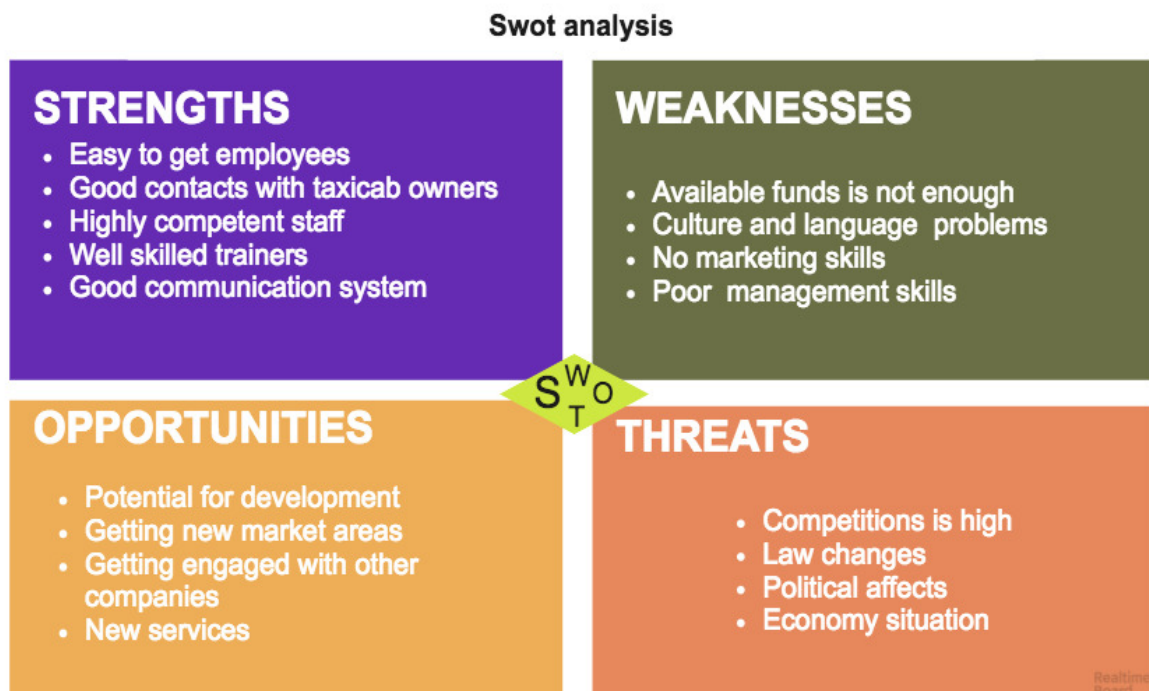 Swot analysis
STRENGTHS
• Easy to get employees
• Good contacts with taxicab owners
• Highly competent staff
• Well skilled trainers
• Good communication system
WEAKNESSES
• Available funds is not enough
• Culture and language problems
• No marketing skills
• Poor management skills
S W O T
OPPORTUNITIES
• Potential for development
• Getting new market areas
• Getting engaged with other
companies
• New services
THREATS
• Competitions is high
• Law changes
• Political affects
• Economy situation
Realtime
Board